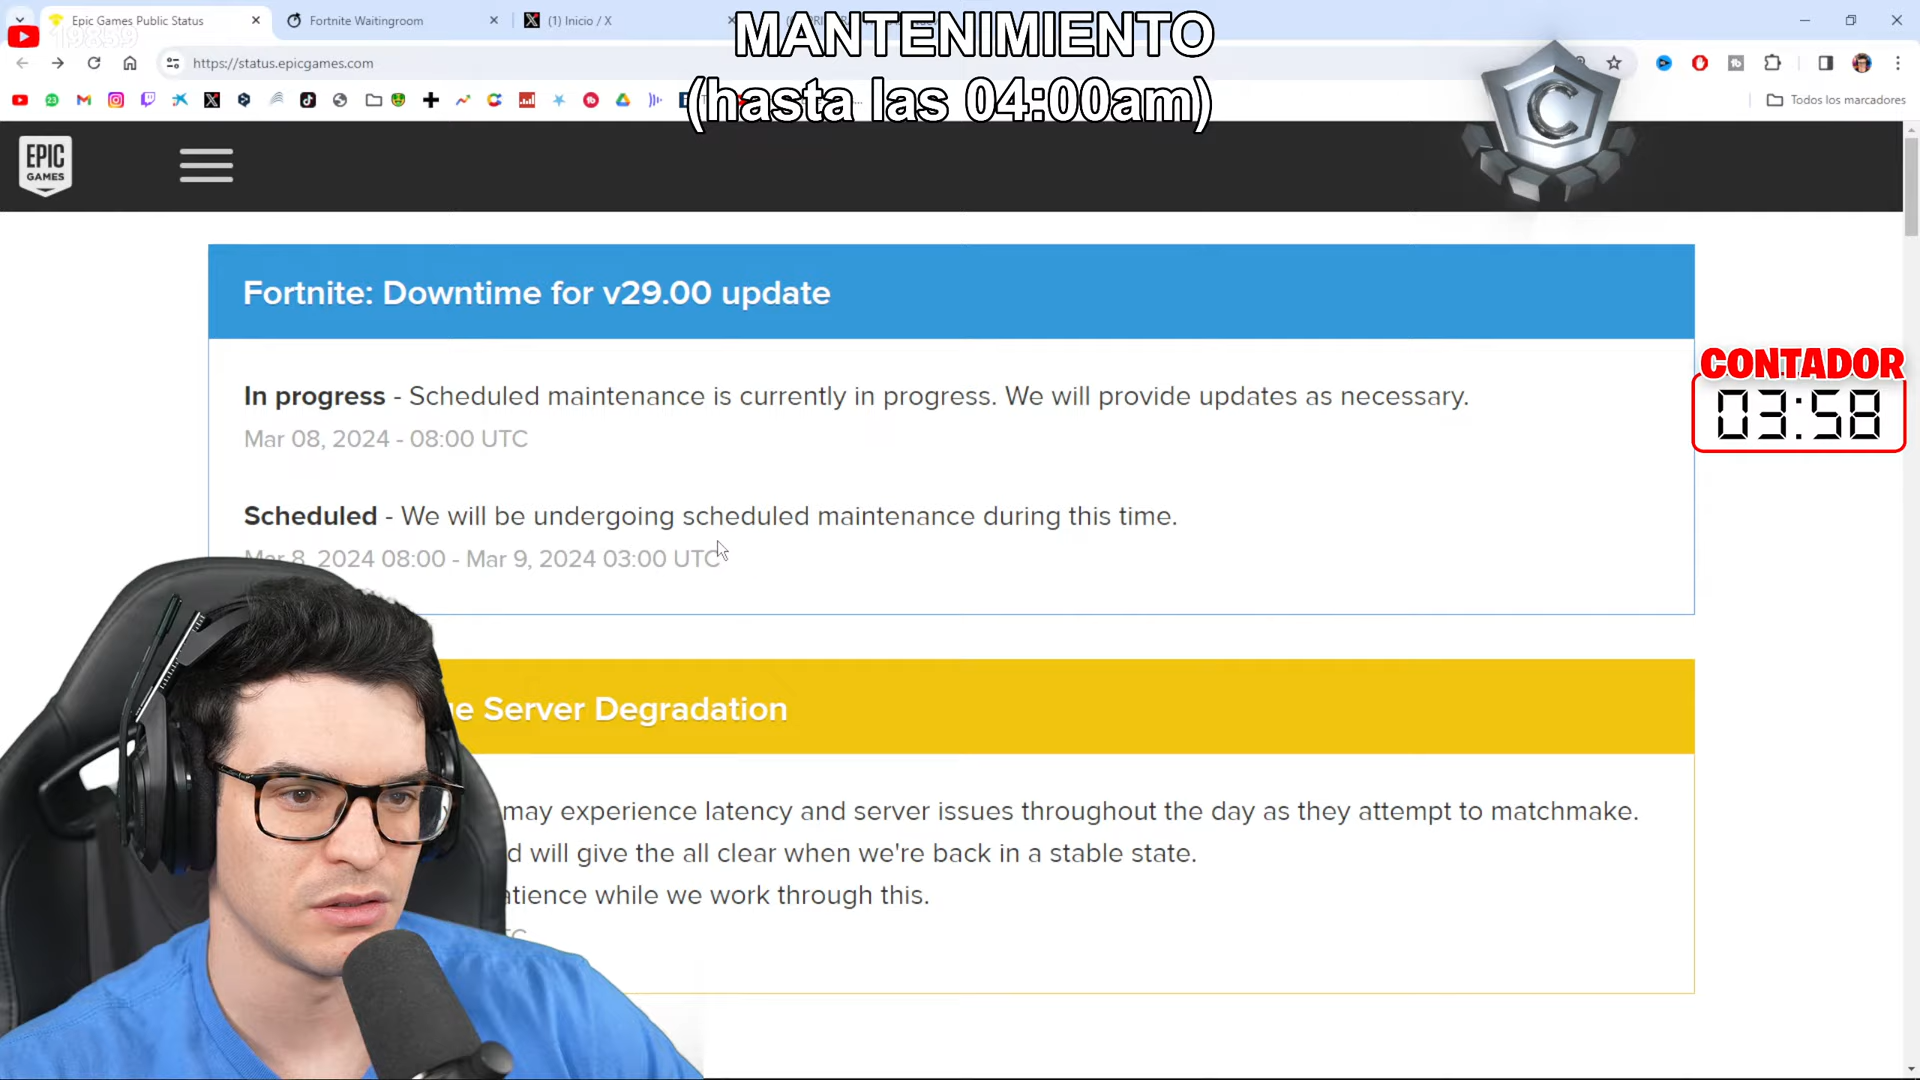 Epic Games Public Status
Fortnite Waitingroom
(1) Inicio / X
MANTENIMIENTO
(hasta las 04:00am)
19859
https://status.epicgames.com
Todos los marcadores
EPIC
GAMES
C
Fortnite: Downtime for v29.00 update
In progress - Scheduled maintenance is currently in progress. We will provide updates as necessary.
Mar 08, 2024 - 08:00 UTC
CONTADOR
03:58
Scheduled - We will be undergoing scheduled maintenance during this time.
Mar 8, 2024 08:00 - Mar 9, 2024 03:00 UTC
Server Degradation
may experience latency and server issues throughout the day as they attempt to matchmake.
will give the all clear when we're back in a stable state.
while we work through this.